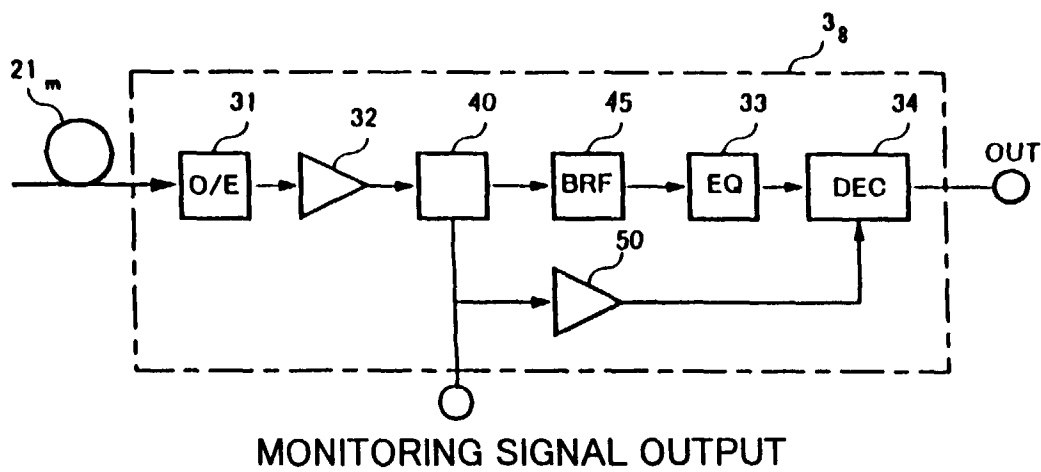 3₈
21ₘ
31
32
40
45
33
34
O/E
BRF
EQ
DEC
OUT
50
MONITORING SIGNAL OUTPUT